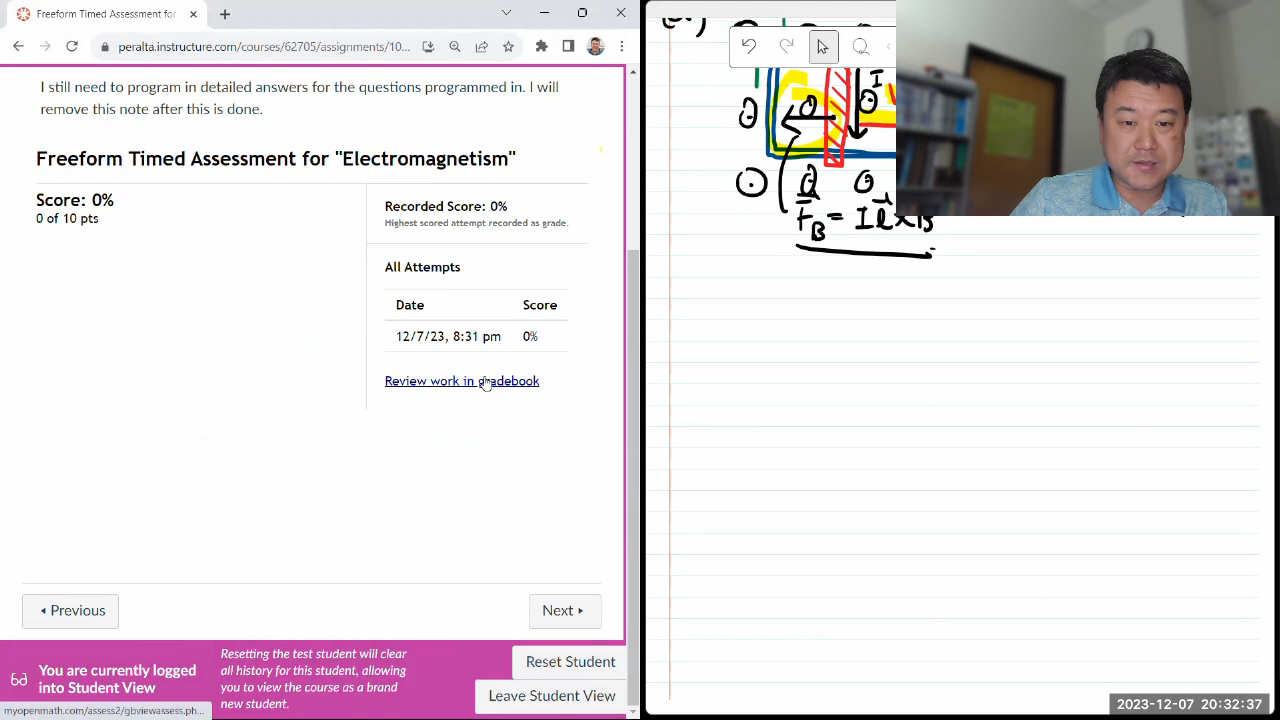 Freeform Timed Assessment for
peralta.instructure.com/courses/62705/assignments/10...
I still need to program in detailed answers for the questions programmed in. I will
remove this note after this is done.
Freeform Timed Assessment for "Electromagnetism"
Score: 0%
0 of 10 pts
Recorded Score: 0%
Highest scored attempt recorded as grade.
All Attempts
Date Score
12/7/23, 8:31 pm 0%
Review work in gradebook
Previous
Next
You are currently logged
into Student View
Resetting the test student will clear
all history for this student, allowing
you to view the course as a brand
new student.
Reset Student
Leave Student View
myopenmath.com/assess2/gbviewassess.ph...
I
F_B = I l x B
2023-12-07 20:32:37